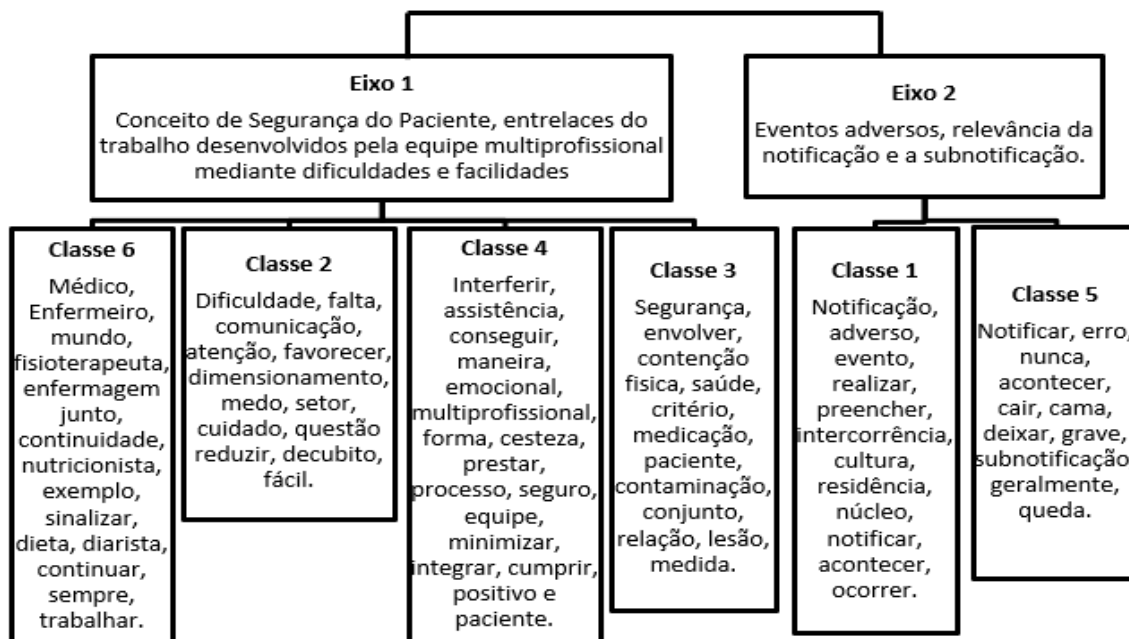 Eixo 1
Conceito de Segurança do Paciente, entrelaces do
trabalho desenvolvidos pela equipe multiprofissional
mediante dificuldades e facilidades
Eixo 2
Eventos adversos, relevância da
notificação e a subnotificação.
Classe 6
Médico,
Enfermeiro,
mundo,
fisioterapeuta,
enfermagem
junto,
continuidade,
nutricionista,
exemplo,
sinalizar,
dieta, diarista,
continuar,
sempre,
trabalhar.
Classe 2
Dificuldade, falta,
comunicação,
atenção, favorecer,
dimensionamento,
medo, setor,
cuidado, questão
reduzir, decubito,
fácil.
Classe 4
Interferir,
assistência,
conseguir,
maneira,
emocional,
multiprofissional,
forma, cesteza,
prestar,
processo, seguro,
equipe,
minimizar,
integrar, cumprir,
positivo e
paciente.
Classe 3
Segurança,
envolver,
contenção
fisica, saúde,
critério,
medicação,
paciente,
contaminação,
conjunto,
relação, lesão,
medida.
Classe 1
Notificação,
adverso,
evento,
realizar,
preencher,
intercorrência,
cultura,
residência,
núcleo,
notificar,
acontecer,
ocorrer.
Classe 5
Notificar, erro,
nunca,
acontecer,
cair, cama,
deixar, grave,
subnotificação,
geralmente,
queda.